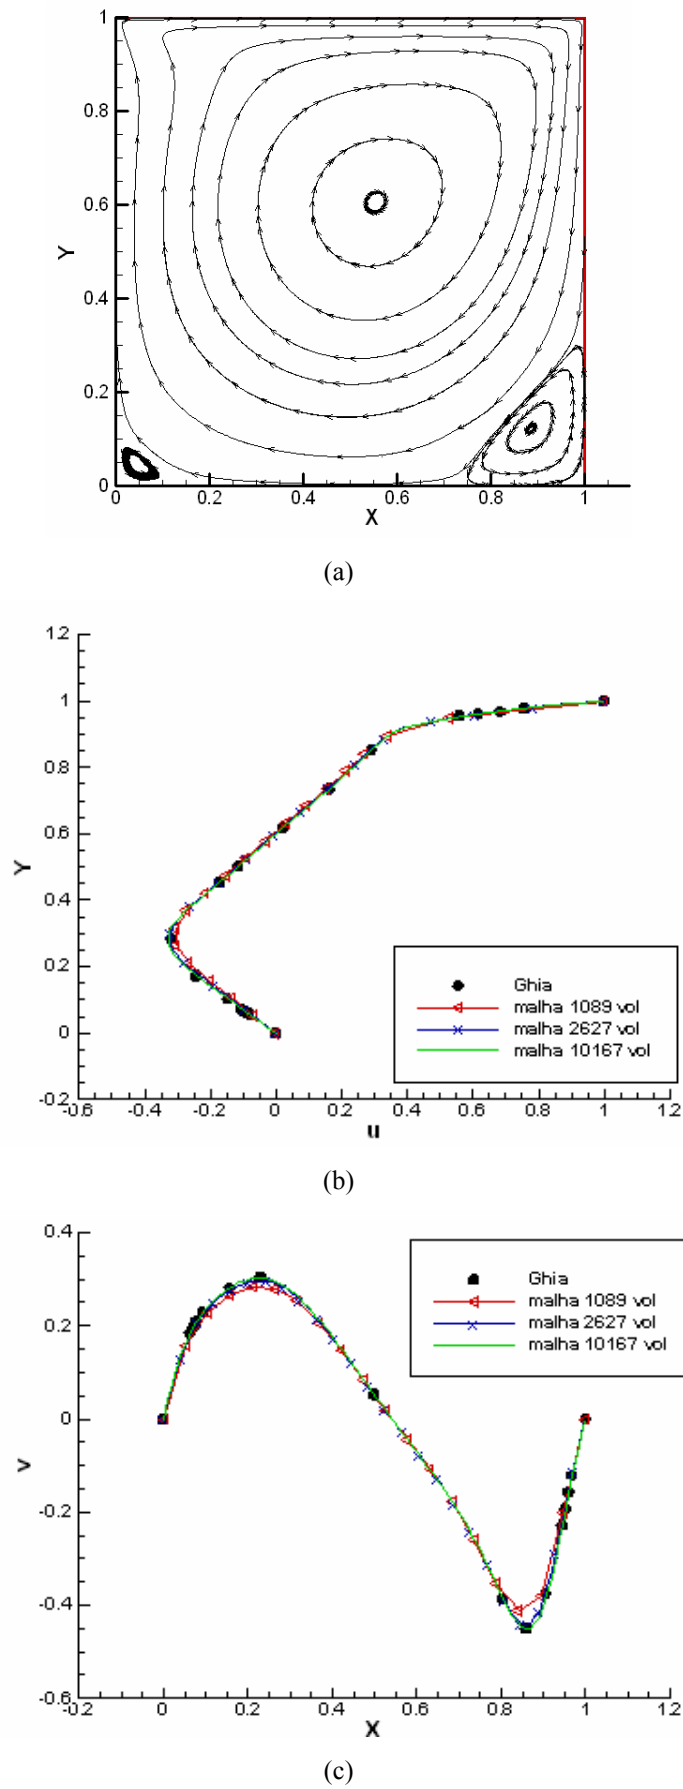 1
0.8
0.6
Y
0.4
0.2
0
0 0.2 0.4 0.6 0.8 1
X
(a)
1.2
1
0.8
0.6
Y
0.4
0.2
0
-0.2
Ghia
malha 1089 vol
malha 2627 vol
malha 10167 vol
-0.6 -0.4 -0.2 0 0.2 0.4 0.6 0.8 1 1.2
u
(b)
0.4
0.2
0
v
-0.2
-0.4
-0.6
Ghia
malha 1089 vol
malha 2627 vol
malha 10167 vol
-0.2 0 0.2 0.4 0.6 0.8 1 1.2
X
(c)